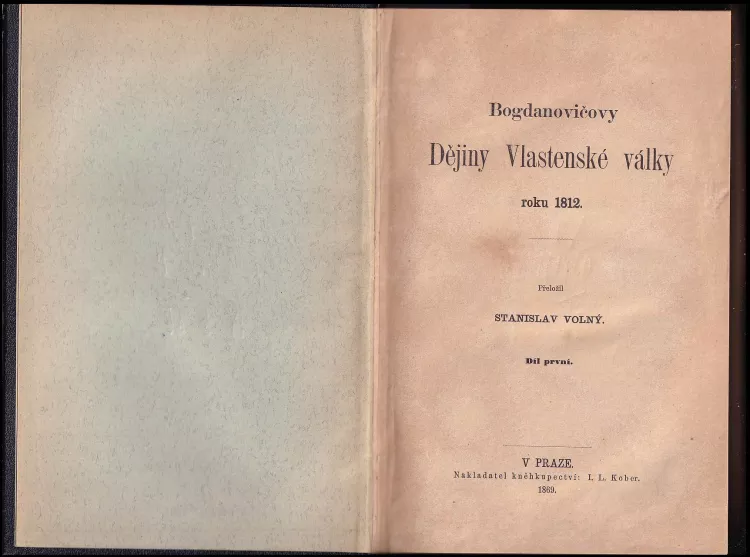 Bogdanovičovy
Dějiny Vlastenské války
roku 1812.
Přeložil
STANISLAV VOLNÝ.
Díl první.
V PRAZE.
Nakladatel kněhkupectví: I. L. Kober.
1869.